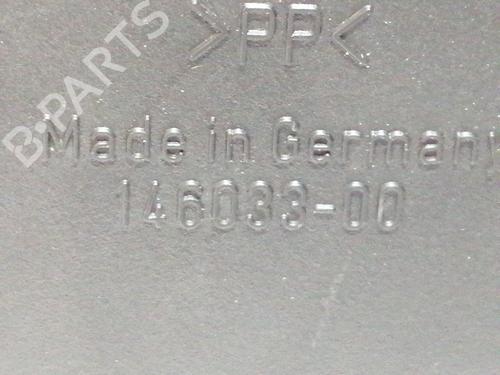 >PP<
B-PARTS
Made in Germany
146033-00